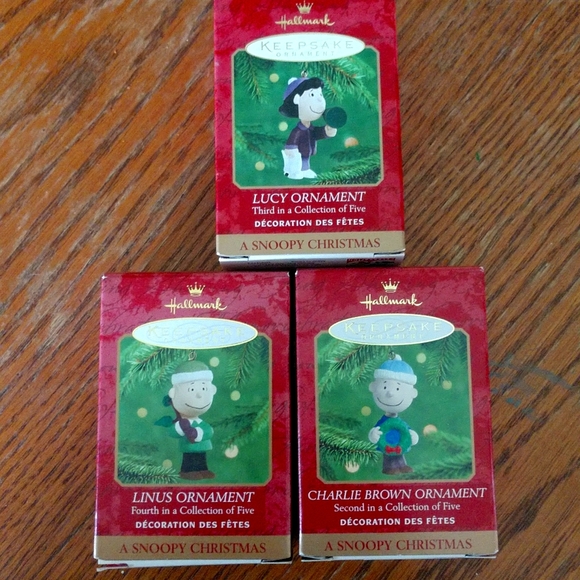 Hallmark
KEEPSAKE
ORNAMENT
LUCY ORNAMENT
Third in a Collection of Five
DÉCORATION DES FÊTES
A SNOOPY CHRISTMAS
Hallmark
KEEPSAKE
LINUS ORNAMENT
Fourth in a Collection of Five
DÉCORATION DES FÊTES
A SNOOPY CHRISTMAS
Hallmark
KEEPSAKE
ORNAMENT
CHARLIE BROWN ORNAMENT
Second in a Collection of Five
DÉCORATION DES FÊTES
A SNOOPY CHRISTMAS